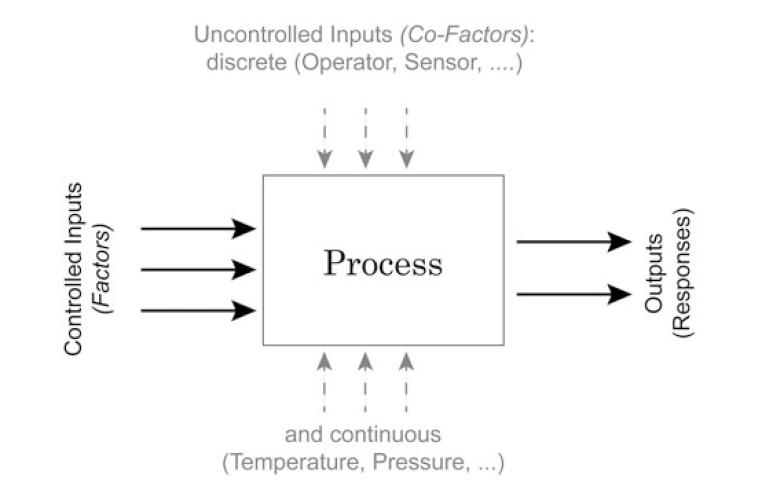 Uncontrolled Inputs (Co-Factors):
discrete (Operator, Sensor, ....)
Controlled Inputs
(Factors)
Process
Outputs
(Responses)
and continuous
(Temperature, Pressure, ...)